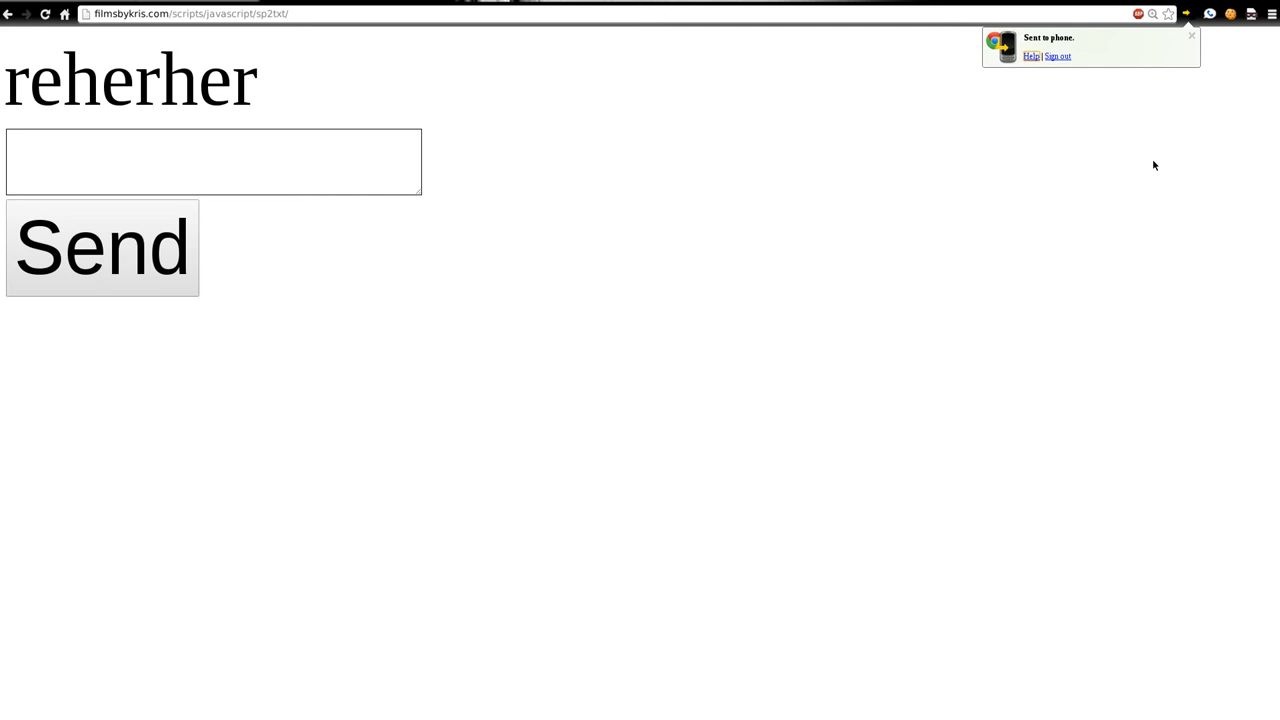 filmsbykris.com/scripts/javascript/sp2txt/
Sent to phone.
Help | Sign out
reherher
Send